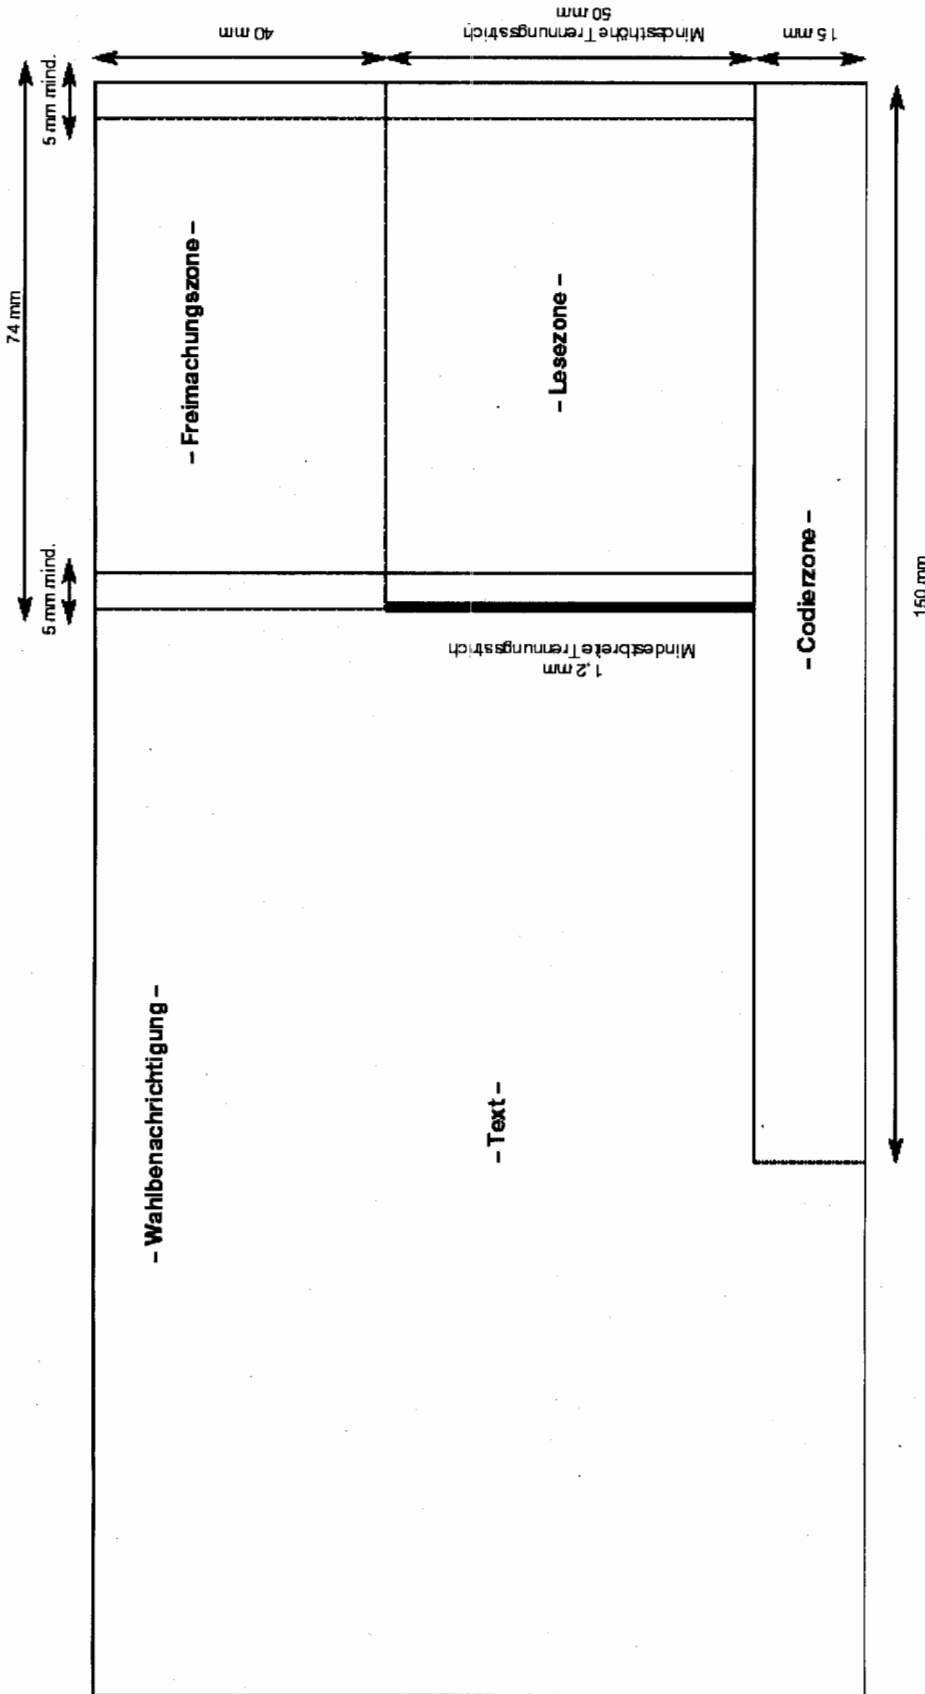 74 mm
5 mm mind.
5 mm mind.
40 mm
– Freimachungszone –
– Wahlbenachrichtigung –
Mindesthöhe Trennungsstrich
50 mm
– Lesezone –
Mindestbreite Trennungsstrich
1,2 mm
– Text –
15 mm
– Codierzone –
150 mm